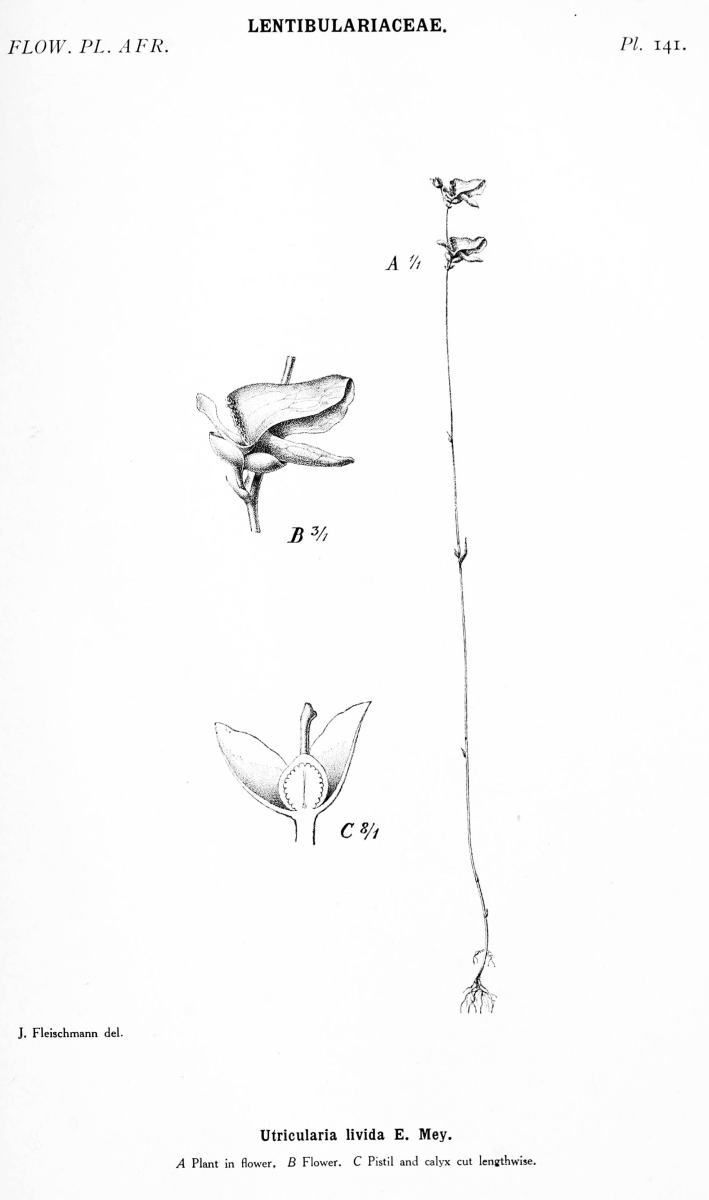 LENTIBULARIACEAE.
FLOW. PL. AFR.
Pl. 141.
A 1/1
B 3/1
C 8/1
J. Fleischmann del.
Utricularia livida E. Mey.
A Plant in flower. B Flower. C Pistil and calyx cut lengthwise.